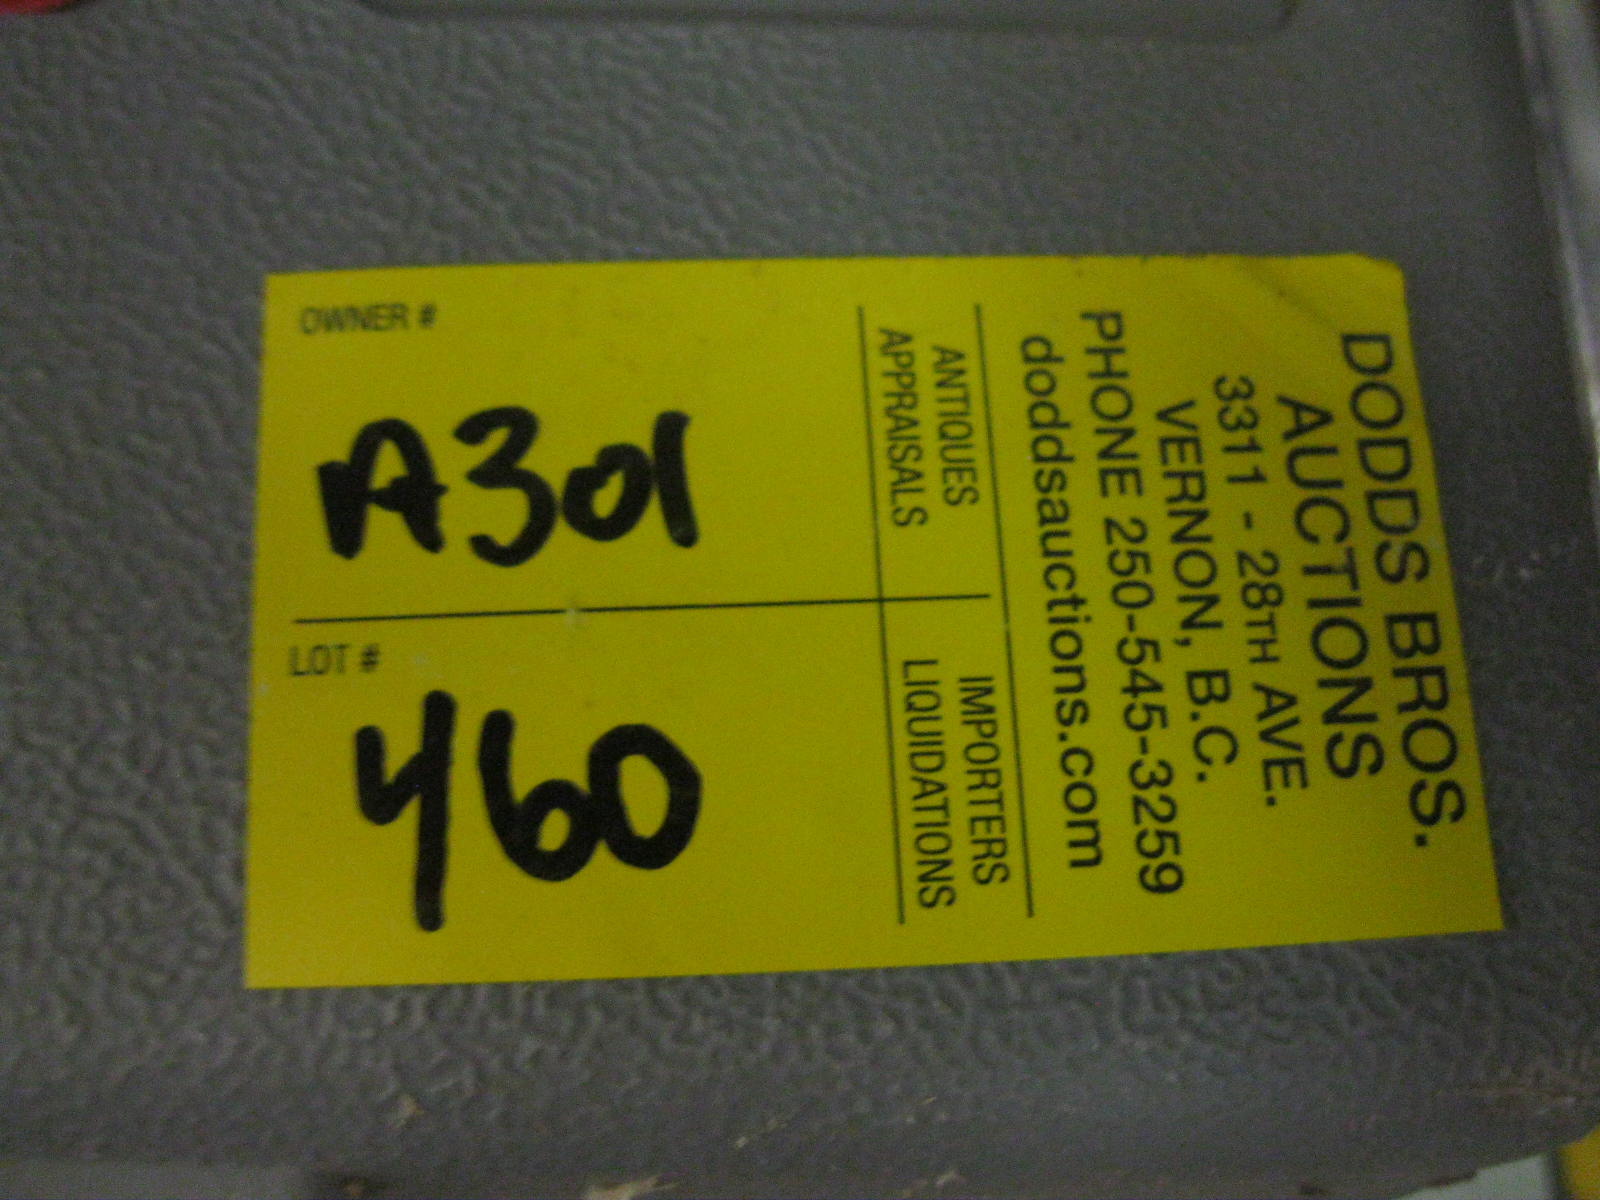 DODDS BROS.
AUCTIONS
3311 - 28TH AVE.
VERNON, B.C.
PHONE 250-545-3259
doddsauctions.com
ANTIQUES
APPRAISALS
IMPORTERS
LIQUIDATIONS
OWNER #
A301
LOT #
460